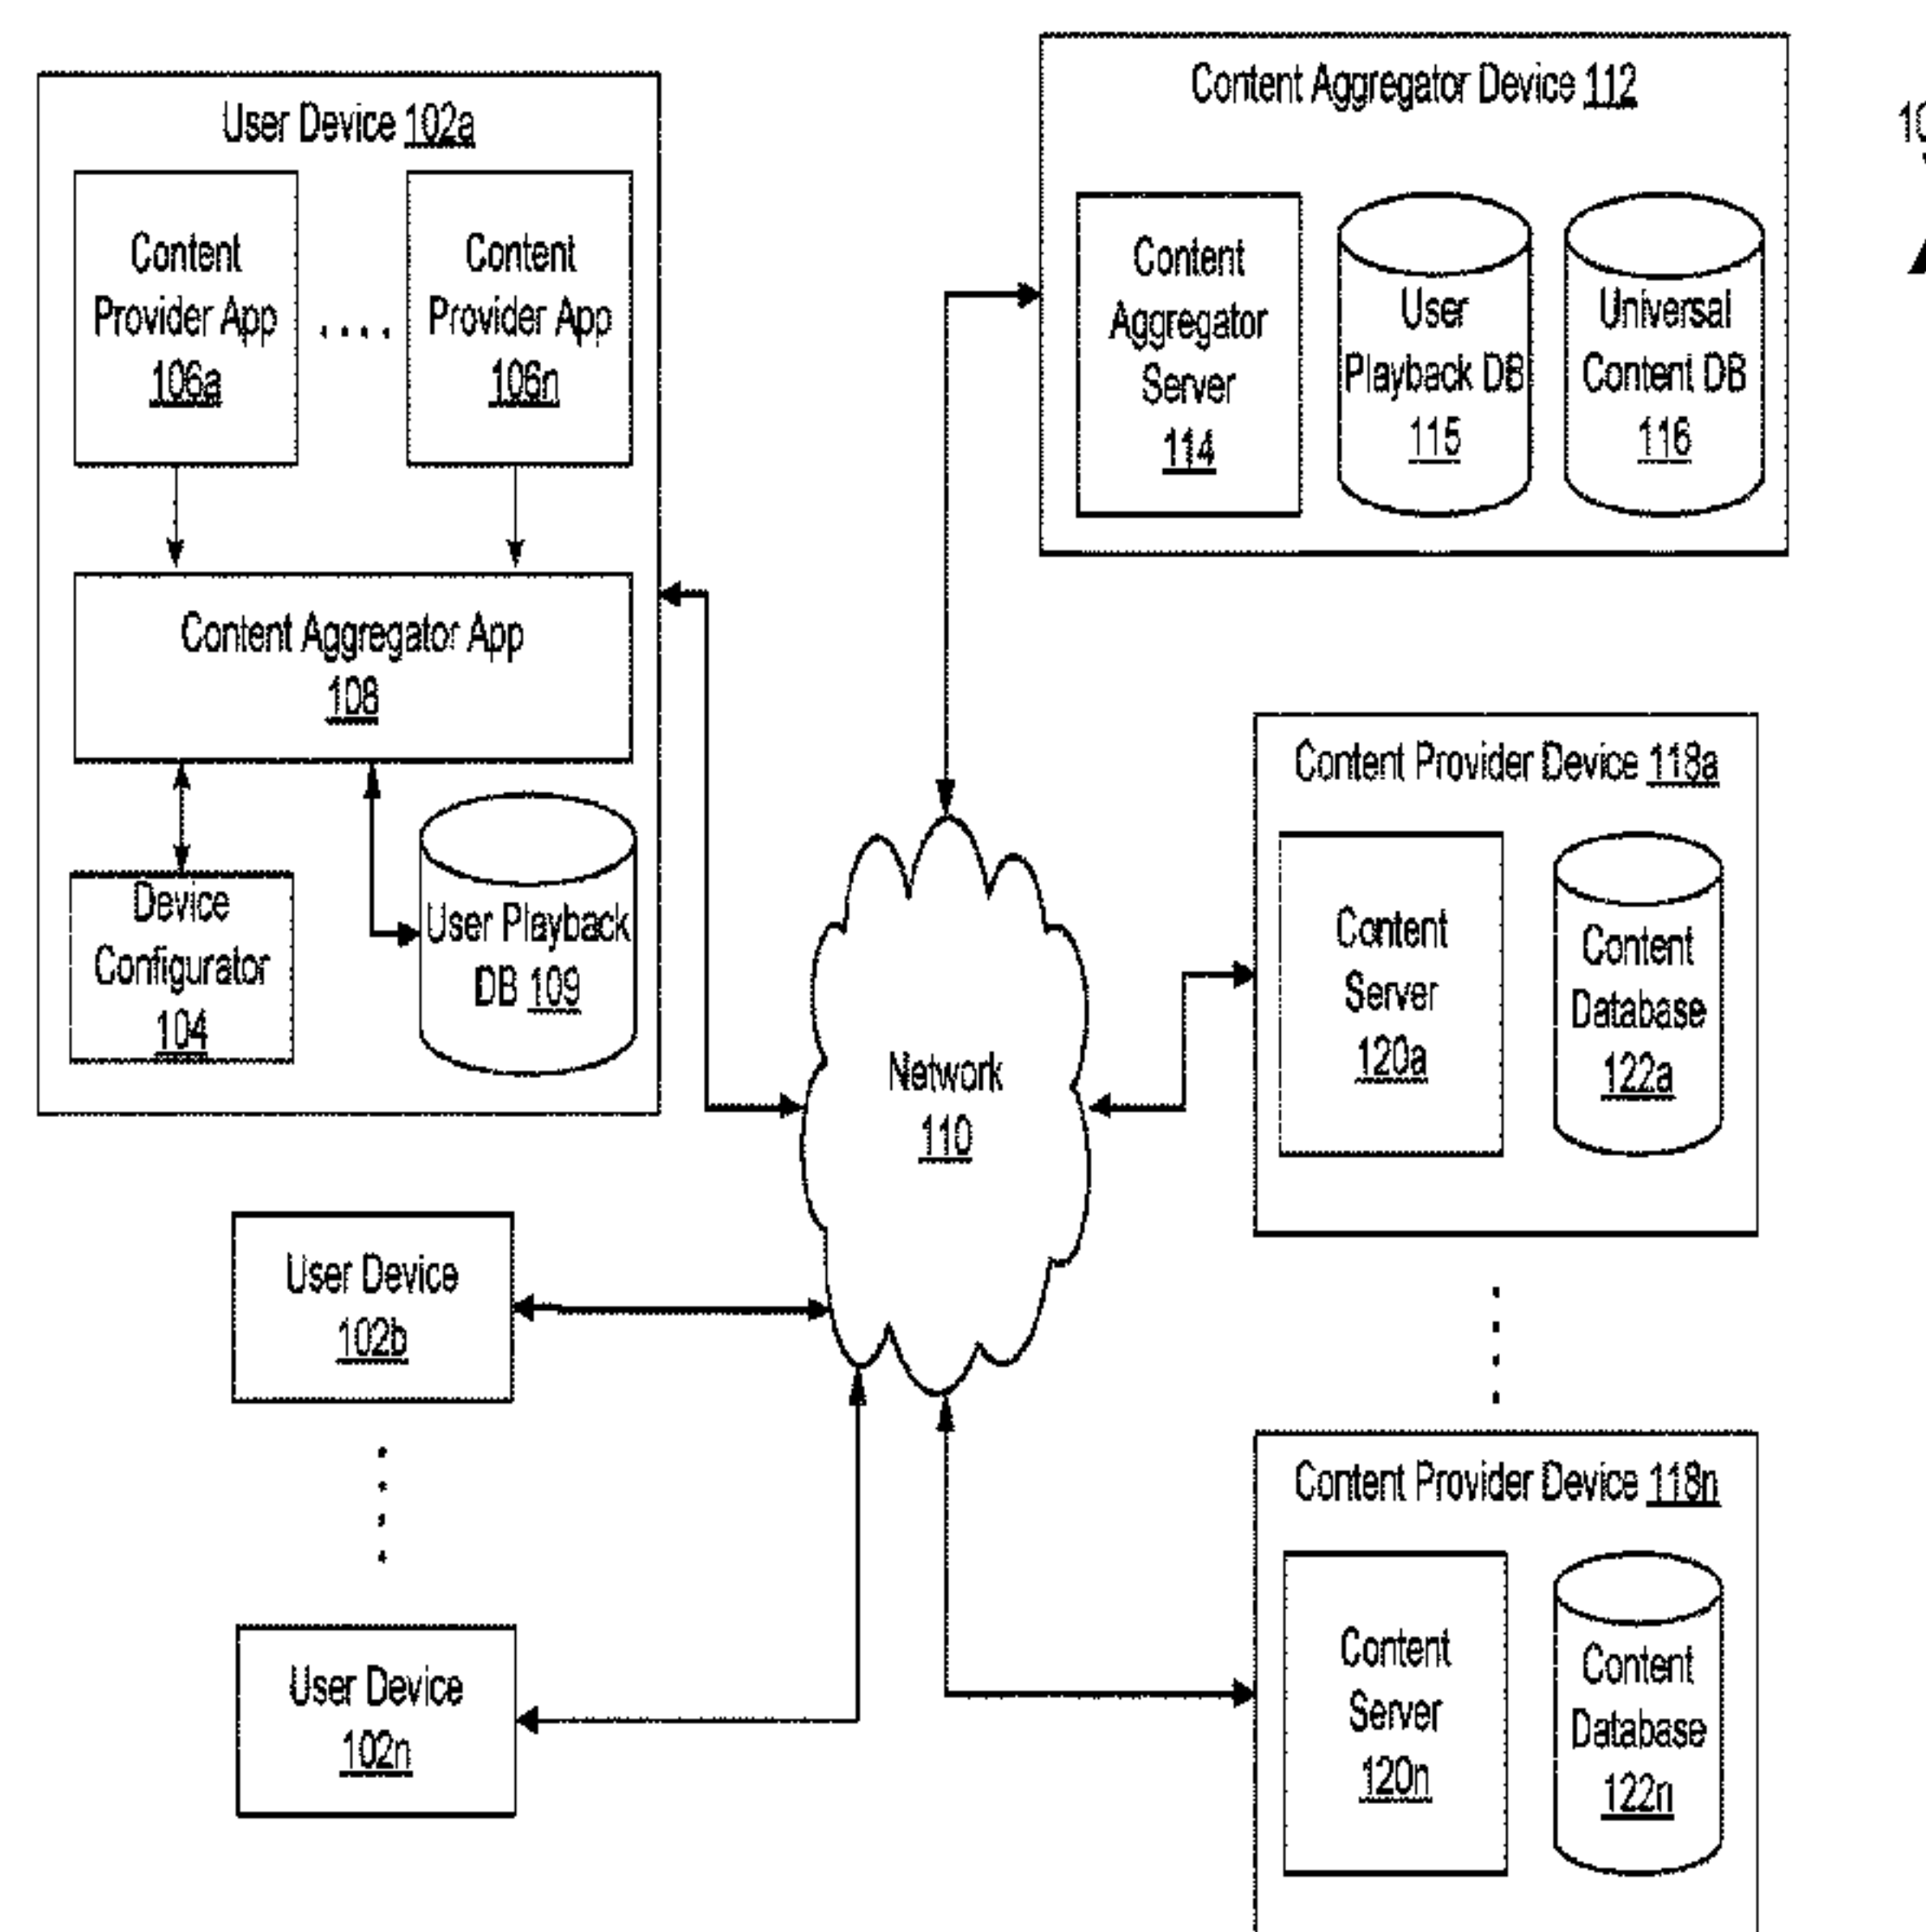 User Device 102a
Content
Provider App
106a
. . . .
Content
Provider App
106n
Content Aggregator App
108
Device
Configurator
104
User Playback
DB 109
User Device
102b
User Device
102n
Network
110
Content Aggregator Device 112
Content
Aggregator
Server
114
User
Playback DB
115
Universal
Content DB
116
Content Provider Device 118a
Content
Server
120a
Content
Database
122a
Content Provider Device 118n
Content
Server
120n
Content
Database
122n